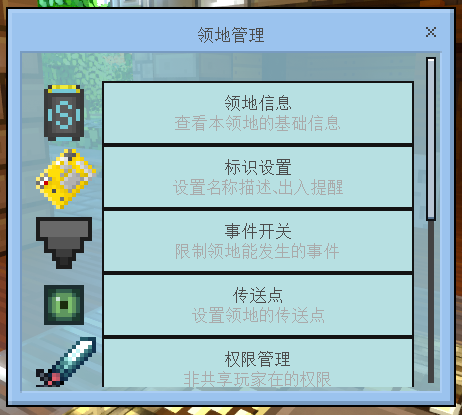 领地管理
领地信息
查看本领地的基础信息
标识设置
设置名称描述、出入提醒
事件开关
限制领地能发生的事件
传送点
设置领地的传送点
权限管理
非共享玩家在的权限